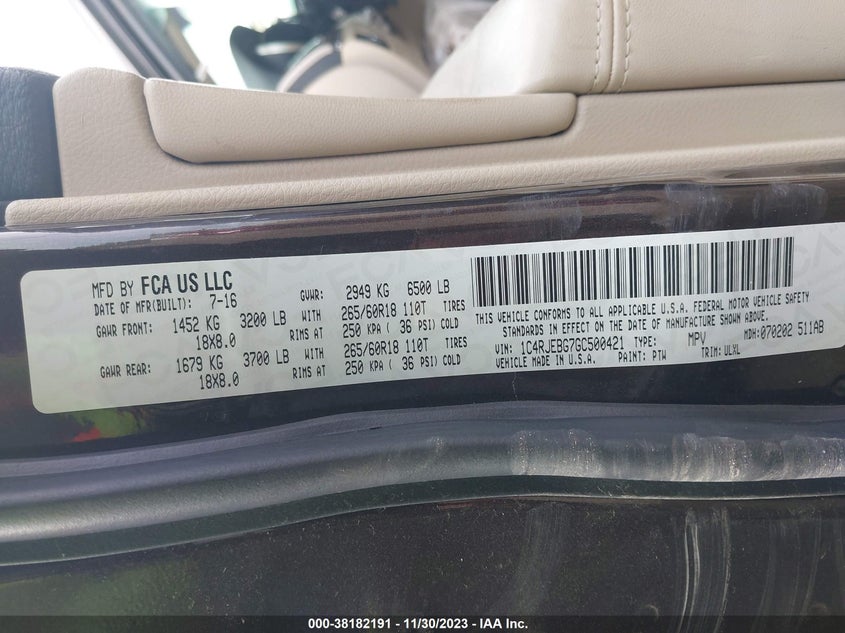 MFD BY FCA US LLC
DATE OF MFR(BUILT): 7-16 GVWR: 2949 KG 6500 LB
GAWR FRONT: 1452 KG 3200 LB WITH 265/60R18 110T TIRES
18X8.0 RIMS AT 250 KPA ( 36 PSI) COLD
GAWR REAR: 1679 KG 3700 LB WITH 265/60R18 110T TIRES
18X8.0 RIMS AT 250 KPA ( 36 PSI) COLD
THIS VEHICLE CONFORMS TO ALL APPLICABLE U.S.A. FEDERAL MOTOR VEHICLE SAFETY
STANDARDS IN EFFECT ON THE DATE OF MANUFACTURE SHOWN ABOVE.
VIN: 1C4RJEBG7GC500421 TYPE: MPV MDH:070202 511AB
VEHICLE MADE IN U.S.A. PAINT: PTW TRIM: ULXL
000-38182191 - 11/30/2023 - IAA Inc.